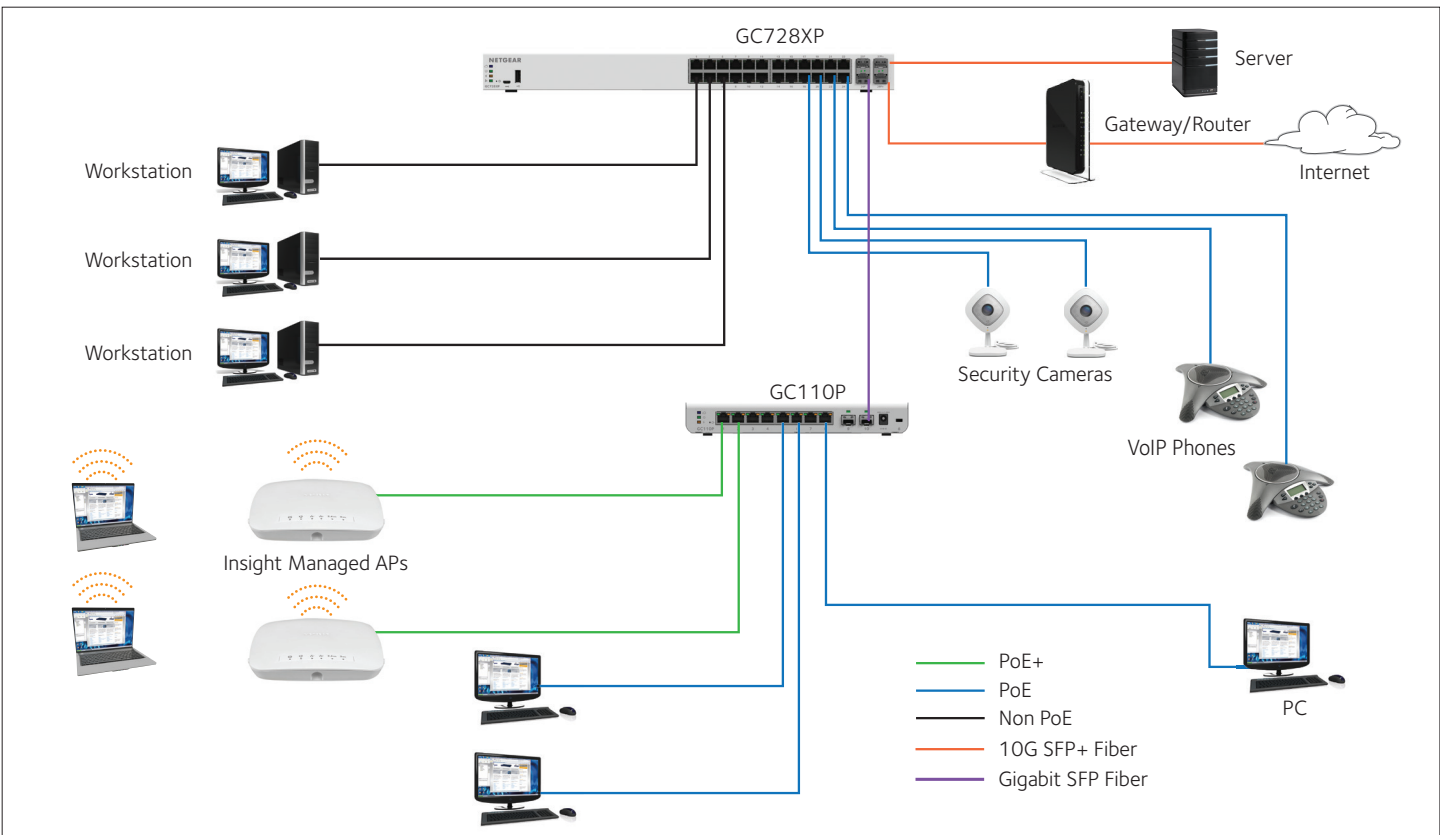 GC728XP
NETGEAR
Server
Gateway/Router
Internet
Workstation
Workstation
Workstation
Security Cameras
GC110P
VoIP Phones
Insight Managed APs
PoE+
PoE
Non PoE
10G SFP+ Fiber
Gigabit SFP Fiber
PC